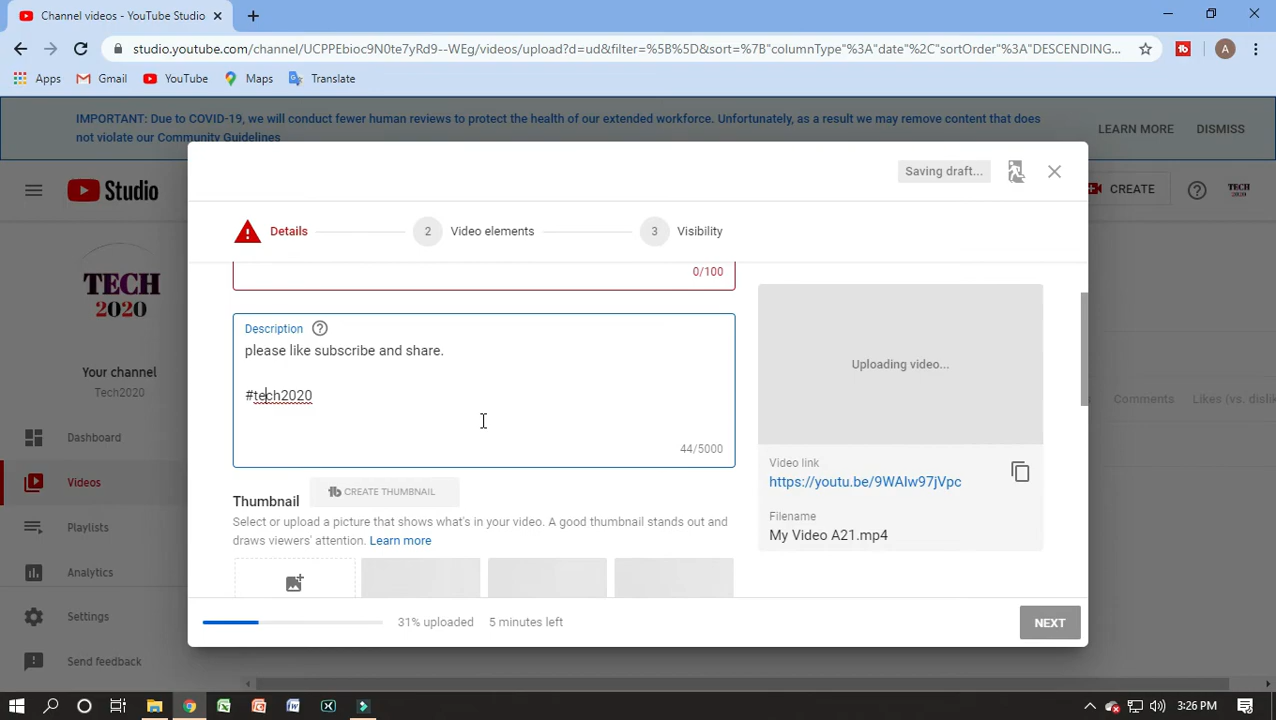 Channel videos - YouTube Studio
studio.youtube.com/channel/UCPPEbioc9N0te7yRd9--WEg/videos/upload?d=ud&filter=%5B%5D&sort=%7B"columnType"%3A"date"%2C"sortOrder"%3A"DESCENDING...
tb
A
Apps
Gmail
YouTube
Maps
Translate
IMPORTANT: Due to COVID-19, we will conduct fewer human reviews to protect the health of our extended workforce. Unfortunately, as a result we may remove content that does
not violate our Community Guidelines
LEARN MORE
DISMISS
Studio
CREATE
TECH
2020
Saving draft...
Details
2
Video elements
3
Visibility
0/100
Description
please like subscribe and share.
#tech2020
44/5000
Thumbnail
tb CREATE THUMBNAIL
Select or upload a picture that shows what's in your video. A good thumbnail stands out and
draws viewers' attention. Learn more
Uploading video...
Video link
https://youtu.be/9WAIw97jVpc
Filename
My Video A21.mp4
31% uploaded
5 minutes left
NEXT
TECH
2020
Your channel
Tech2020
Dashboard
Videos
Playlists
Analytics
Settings
Send feedback
Comments
Likes (vs. dislik
3:26 PM